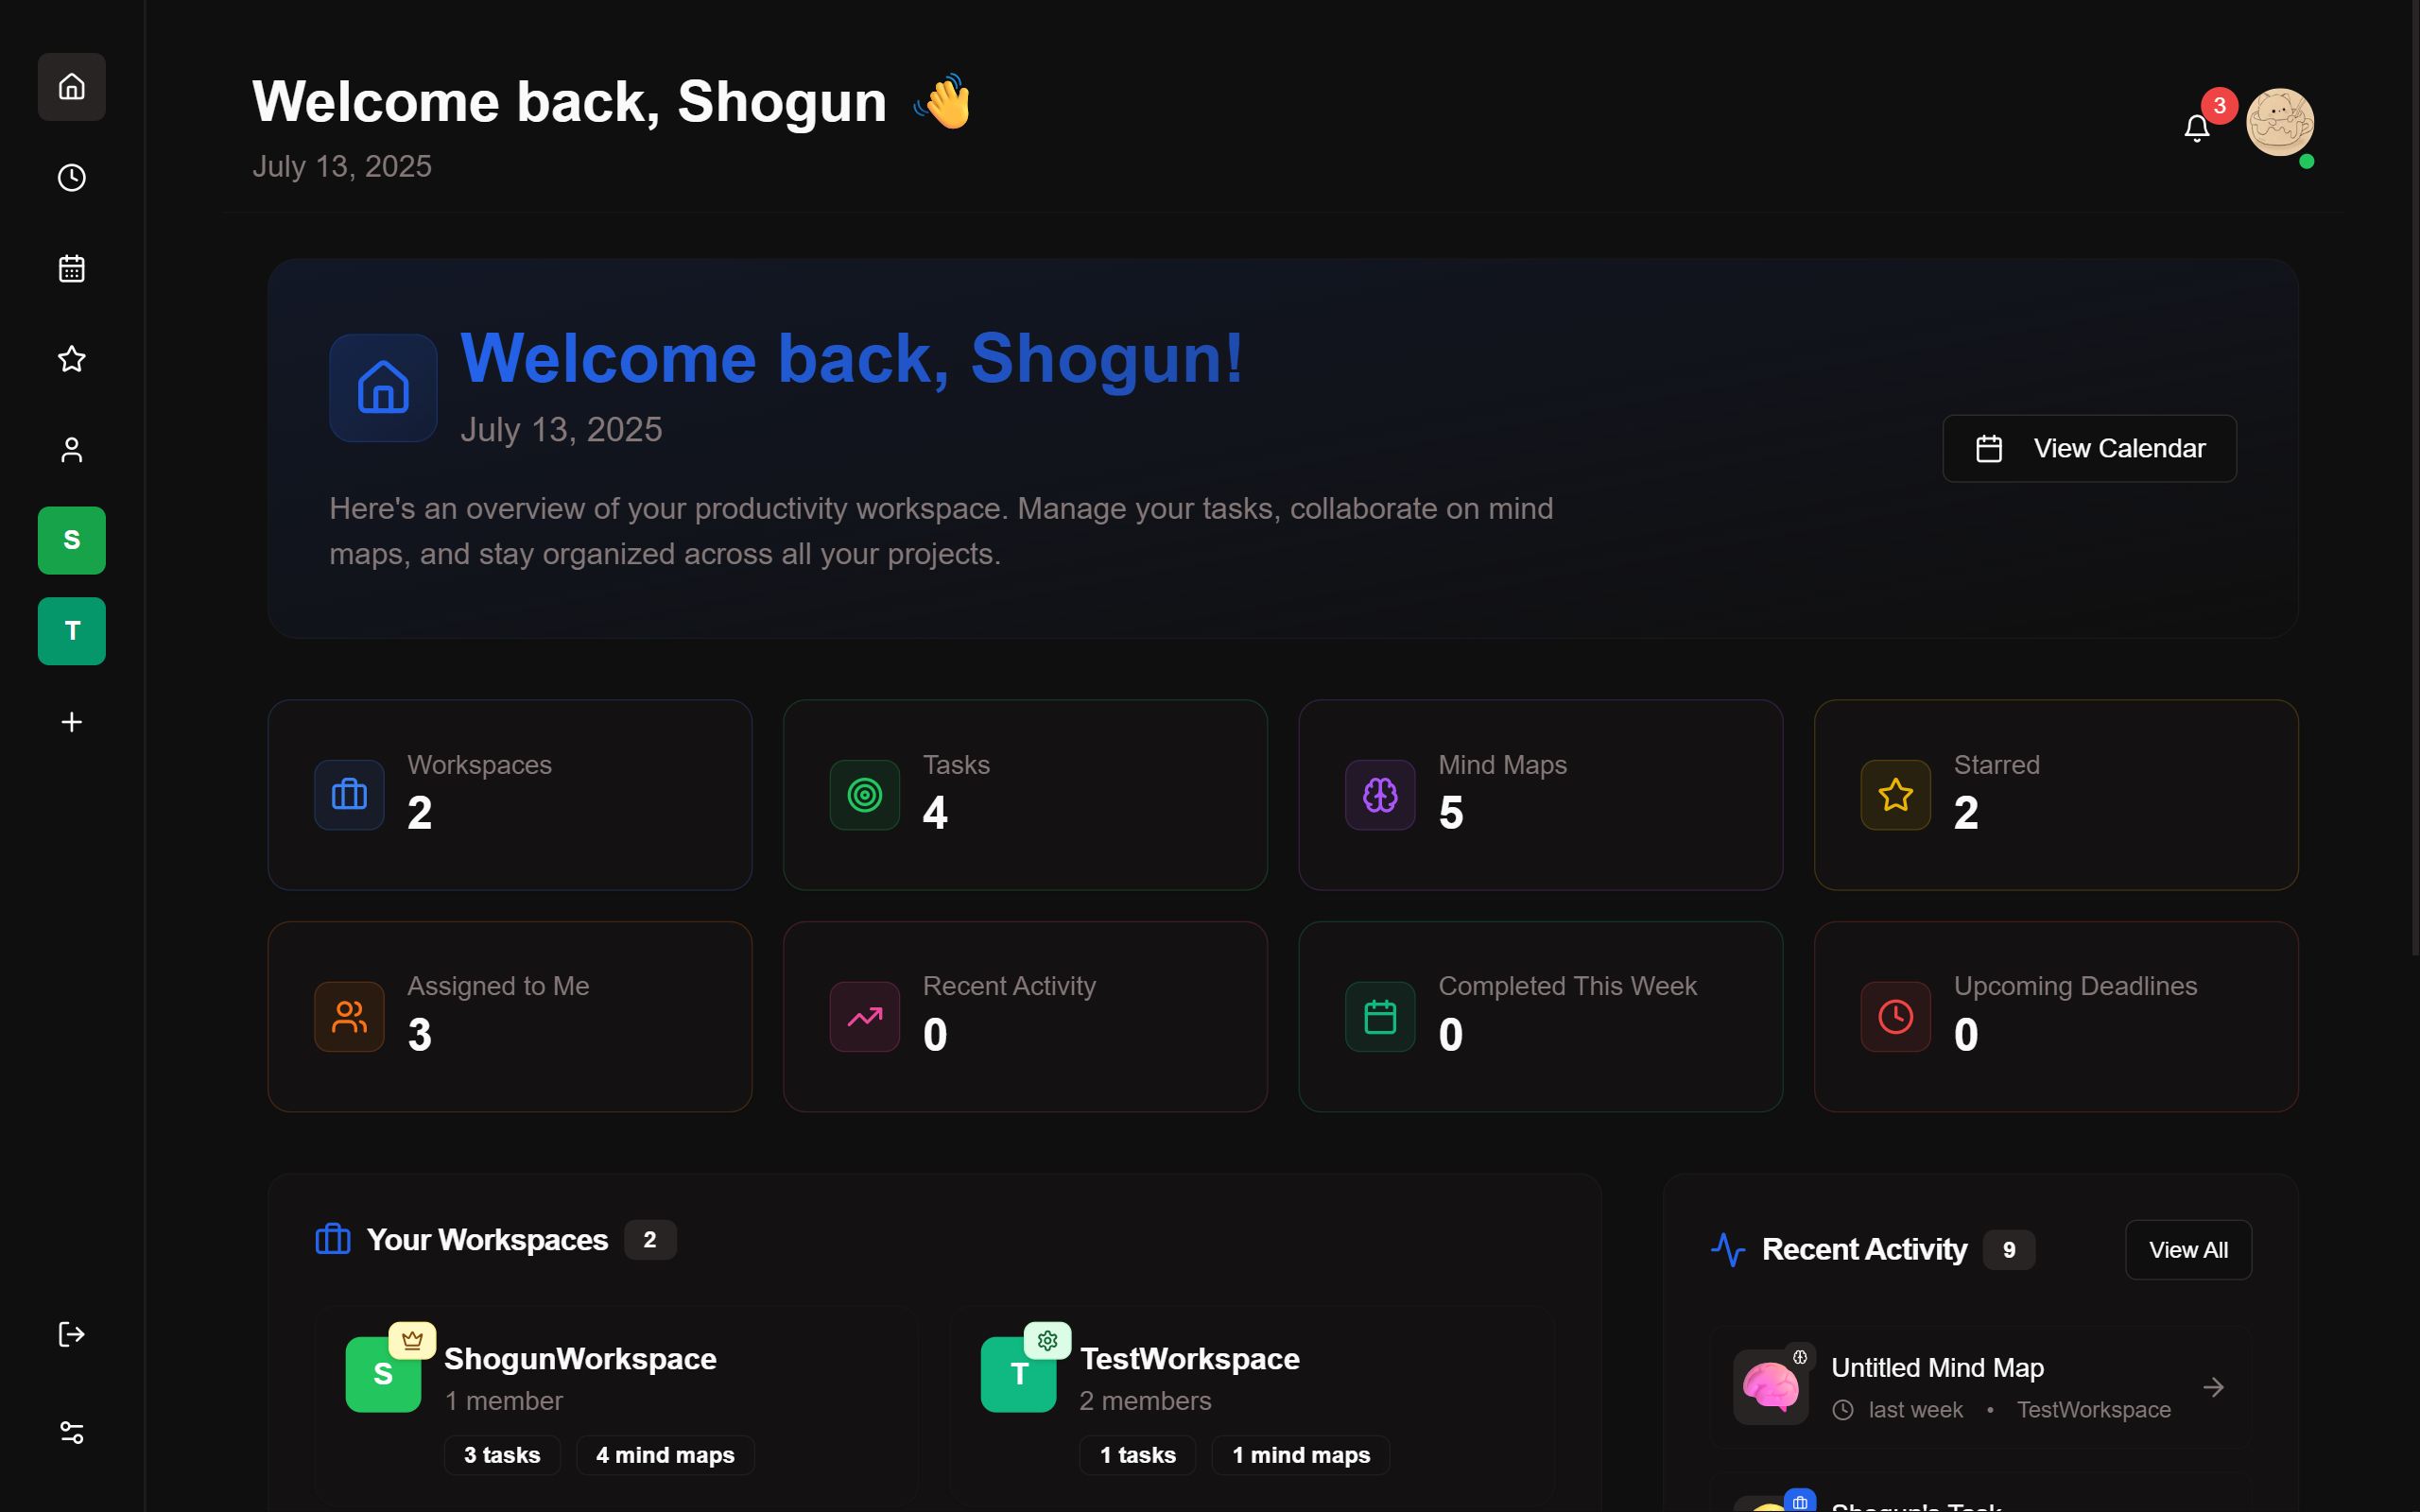 Welcome back, Shogun 👋
July 13, 2025
3
S
T
Welcome back, Shogun!
July 13, 2025
Here's an overview of your productivity workspace. Manage your tasks, collaborate on mind
maps, and stay organized across all your projects.
View Calendar
Workspaces
2
Tasks
4
Mind Maps
5
Starred
2
Assigned to Me
3
Recent Activity
0
Completed This Week
0
Upcoming Deadlines
0
Your Workspaces 2
S
ShogunWorkspace
1 member
3 tasks 4 mind maps
T
TestWorkspace
2 members
1 tasks 1 mind maps
Recent Activity 9
View All
Untitled Mind Map
last week • TestWorkspace
Shogun's Task